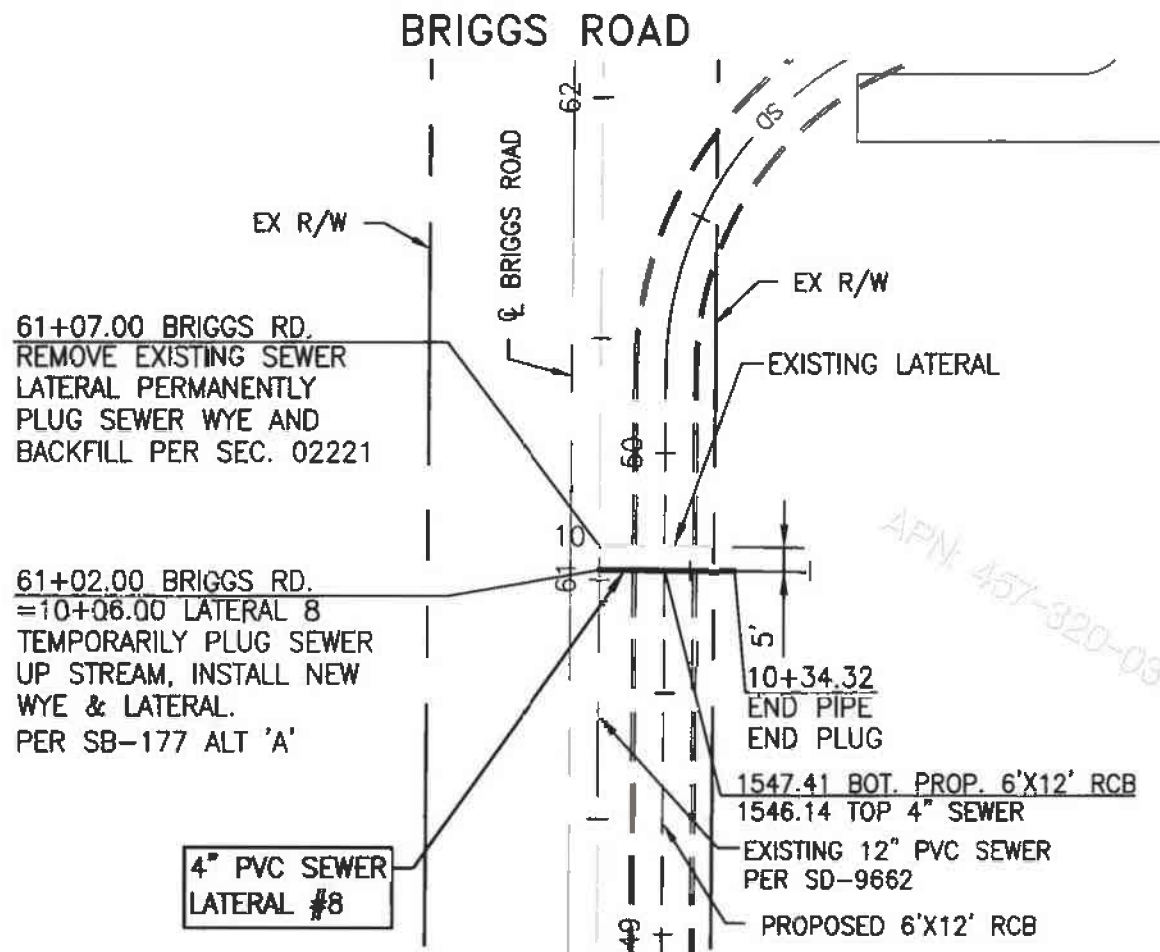 BRIGGS ROAD
62
SD
℄ BRIGGS ROAD
EX R/W
EX R/W
61+07.00 BRIGGS RD.
REMOVE EXISTING SEWER
LATERAL PERMANENTLY
PLUG SEWER WYE AND
BACKFILL PER SEC. 02221
EXISTING LATERAL
50
10
61
APN: 457-320-03
61+02.00 BRIGGS RD.
=10+06.00 LATERAL 8
TEMPORARILY PLUG SEWER
UP STREAM, INSTALL NEW
WYE & LATERAL.
PER SB-177 ALT 'A'
5'
10+34.32
END PIPE
END PLUG
1547.41 BOT. PROP. 6'X12' RCB
1546.14 TOP 4" SEWER
EXISTING 12" PVC SEWER
PER SD-9662
4" PVC SEWER
LATERAL #8
PROPOSED 6'X12' RCB
49